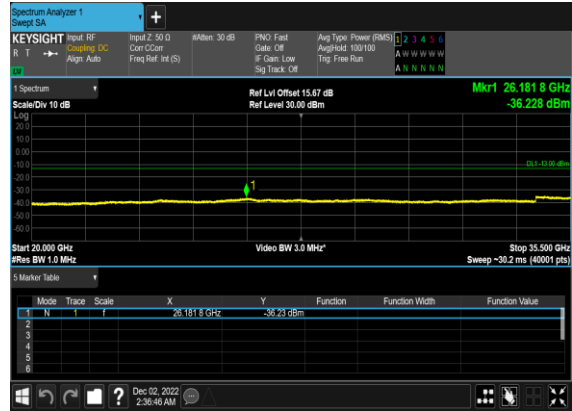 Spectrum Analyzer 1
Swept SA
+
KEYSIGHT Input: RF Input Z: 50 Ω #Atten: 30 dB PNO: Fast Avg Type: Power (RMS) 1 2 3 4 5 6
R T Coupling: DC Corr CCorr Gate: Off Avg|Hold: 100/100 A W W W W W
Align: Auto Freq Ref: Int (S) IF Gain: Low Trig: Free Run
Sig Track: Off A N N N N N
1 Spectrum
Scale/Div 10 dB
Ref Lvl Offset 15.67 dB
Ref Level 30.00 dBm
Mkr1 26.181 8 GHz
-36.228 dBm
Log
20.0
10.0
0.00
-10.0
DL1 -13.00 dBm
-20.0
-30.0
1
-40.0
-50.0
-60.0
Start 20.000 GHz Video BW 3.0 MHz* Stop 35.500 GHz
#Res BW 1.0 MHz Sweep ~30.2 ms (40001 pts)
5 Marker Table
Mode Trace Scale X Y Function Function Width Function Value
1 N 1 f 26.181 8 GHz -36.23 dBm
2
3
4
5
6
? Dec 02, 2022
2:36:46 AM